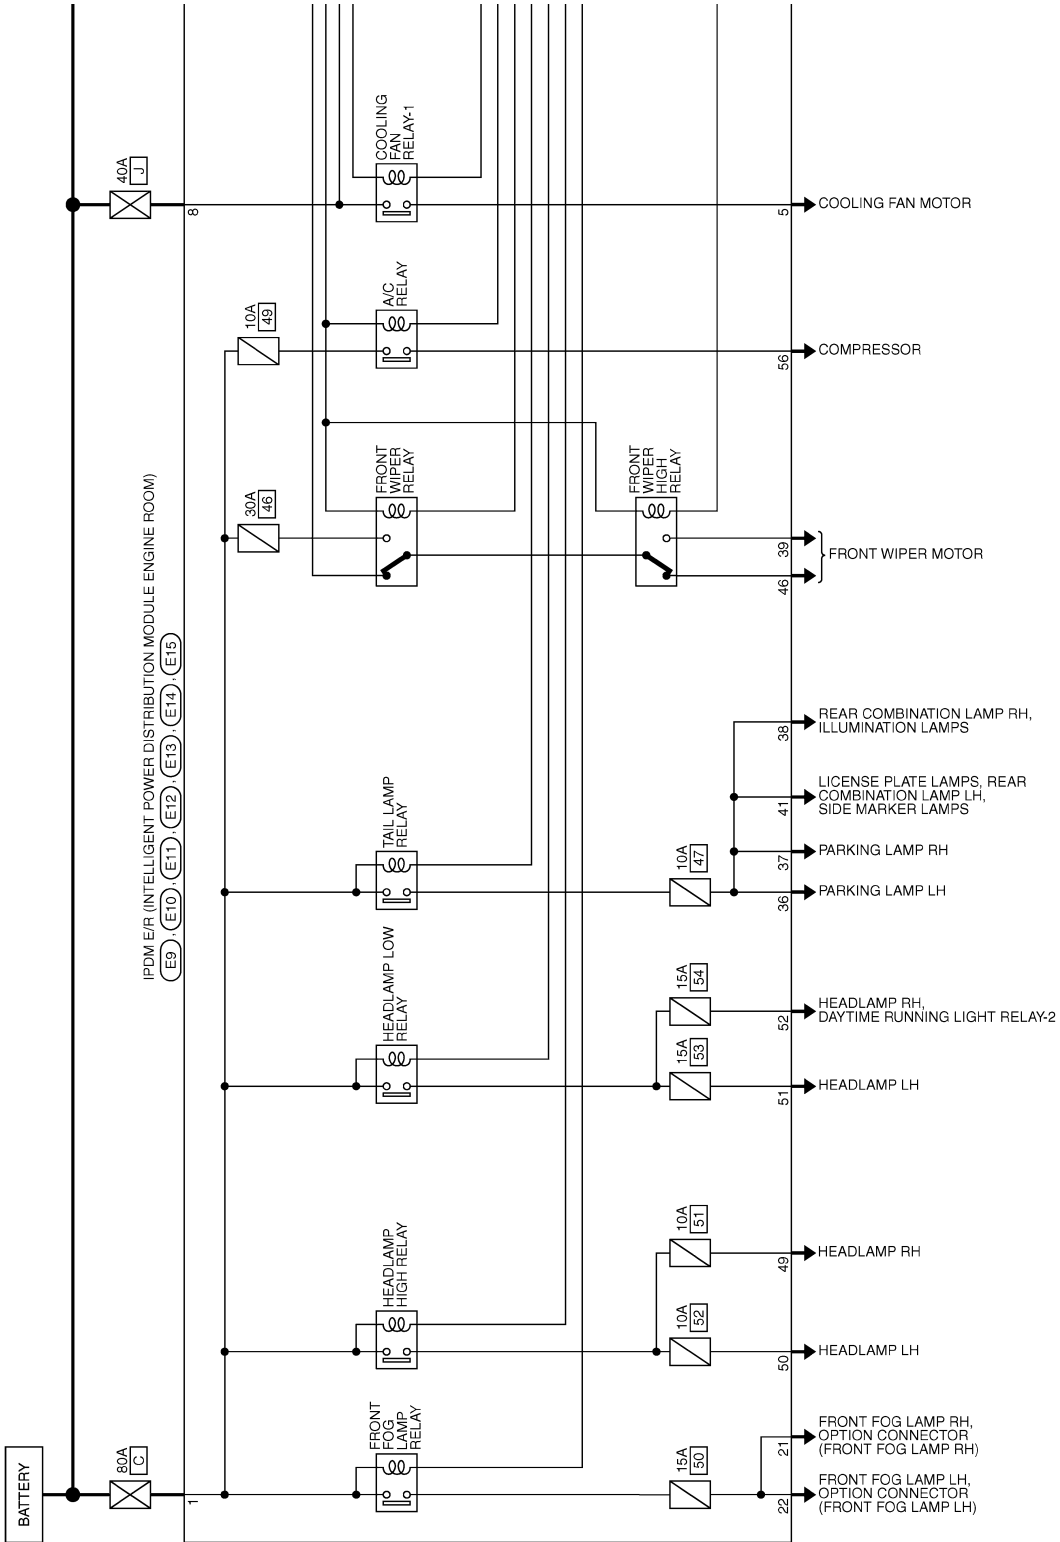 40A
J
8
COOLING
FAN
RELAY-1
5
COOLING FAN MOTOR
10A
49
A/C
RELAY
56
COMPRESSOR
30A
46
FRONT
WIPER
RELAY
FRONT
WIPER
HIGH
RELAY
39
46
FRONT WIPER MOTOR
IPDM E/R (INTELLIGENT POWER DISTRIBUTION MODULE ENGINE ROOM)
E9 , E10 , E11 , E12 , E13 , E14 , E15
38
REAR COMBINATION LAMP RH,
ILLUMINATION LAMPS
41
LICENSE PLATE LAMPS, REAR
COMBINATION LAMP LH,
SIDE MARKER LAMPS
TAIL LAMP
RELAY
10A
47
37
PARKING LAMP RH
36
PARKING LAMP LH
HEADLAMP LOW
RELAY
15A
54
52
HEADLAMP RH,
DAYTIME RUNNING LIGHT RELAY-2
15A
53
51
HEADLAMP LH
HEADLAMP
HIGH RELAY
10A
51
49
HEADLAMP RH
10A
52
50
HEADLAMP LH
BATTERY
80A
C
1
FRONT
FOG
LAMP
RELAY
15A
50
21
FRONT FOG LAMP RH,
OPTION CONNECTOR
(FRONT FOG LAMP RH)
22
FRONT FOG LAMP LH,
OPTION CONNECTOR
(FRONT FOG LAMP LH)